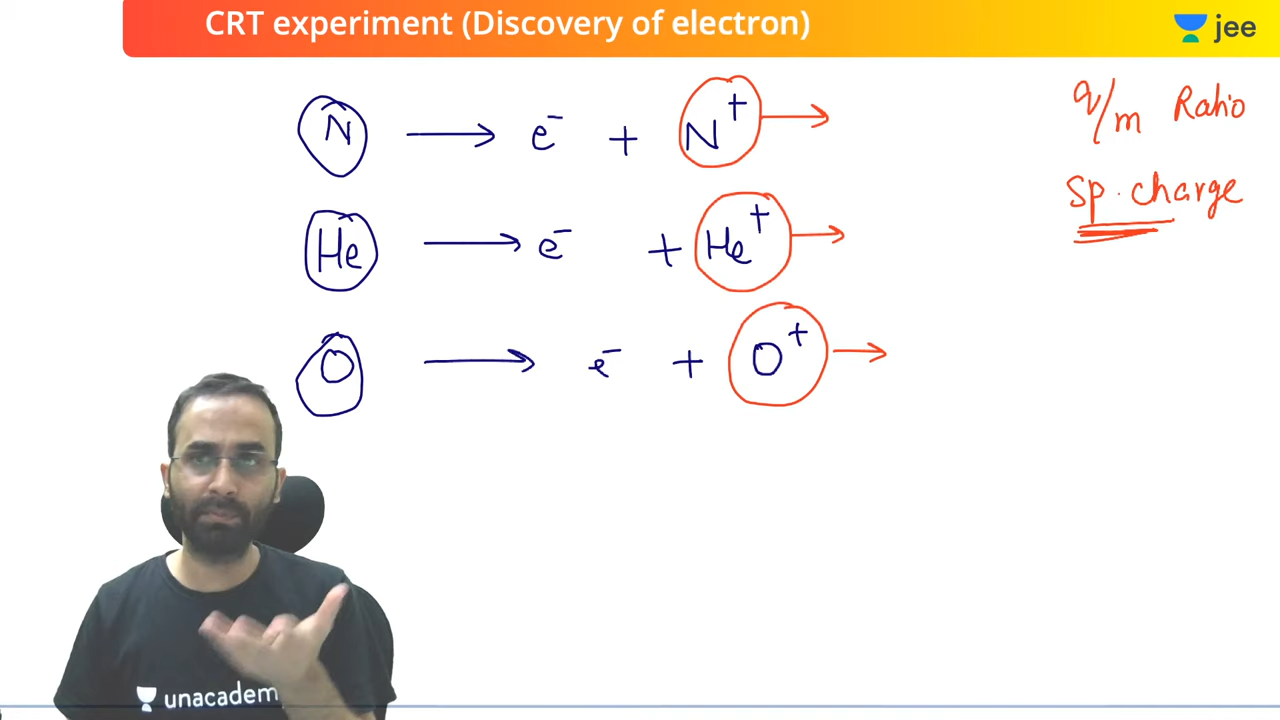 CRT experiment (Discovery of electron)
jee
N → e⁻ + N⁺ →
q/m Ratio
Sp. charge
He → e⁻ + He⁺ →
O → e⁻ + O⁺ →
unacadem